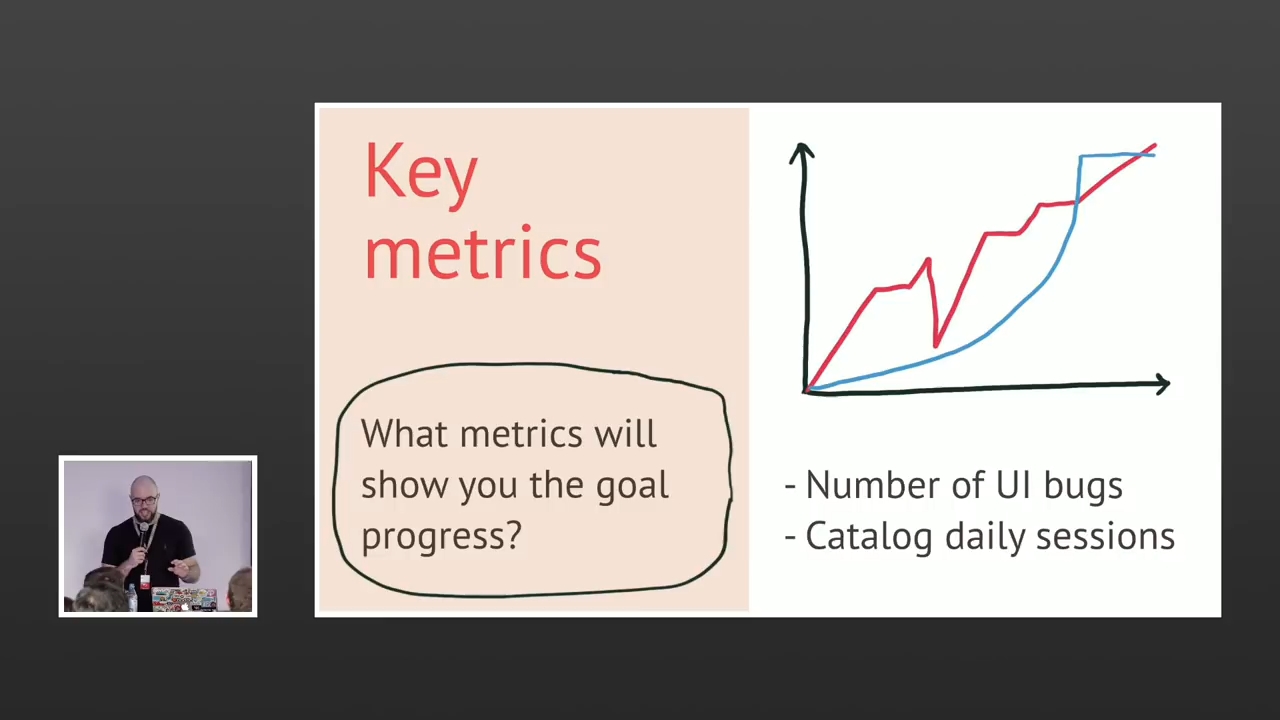 Key
metrics
What metrics will
show you the goal
progress?
- Number of UI bugs
- Catalog daily sessions